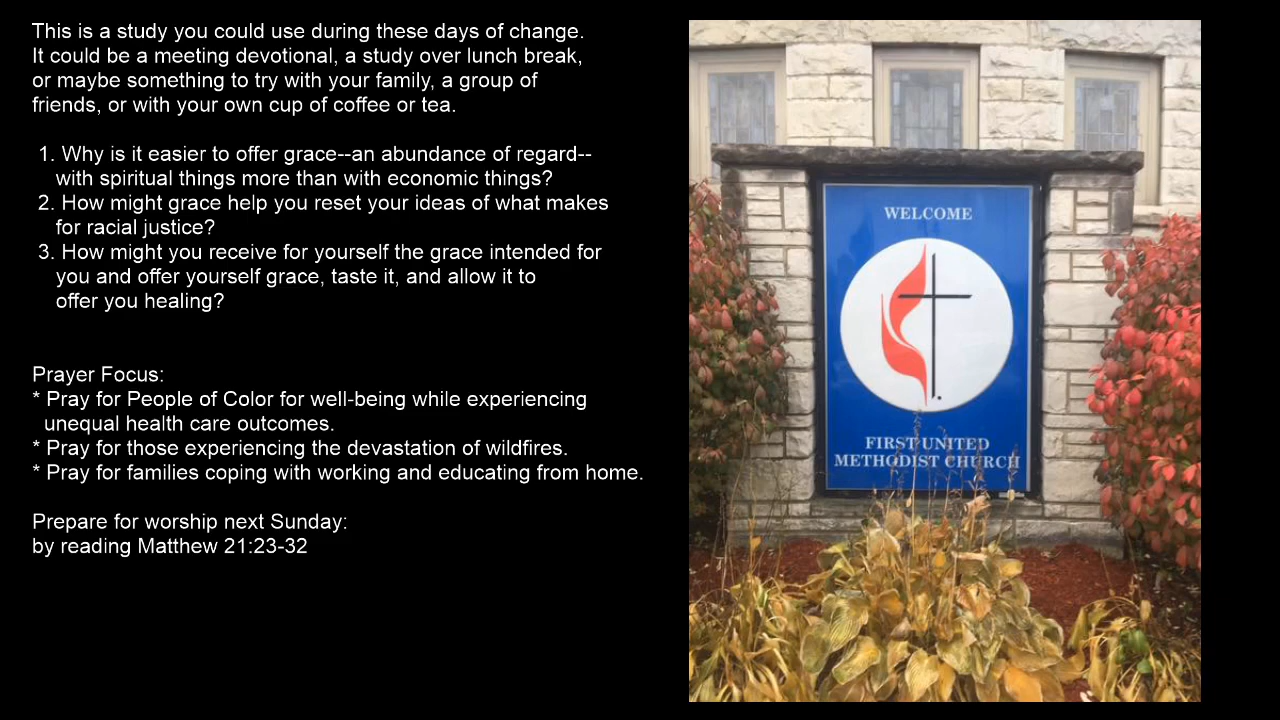 This is a study you could use during these days of change.
It could be a meeting devotional, a study over lunch break,
or maybe something to try with your family, a group of
friends, or with your own cup of coffee or tea.
1. Why is it easier to offer grace--an abundance of regard--
with spiritual things more than with economic things?
2. How might grace help you reset your ideas of what makes
for racial justice?
3. How might you receive for yourself the grace intended for
you and offer yourself grace, taste it, and allow it to
offer you healing?
Prayer Focus:
* Pray for People of Color for well-being while experiencing
unequal health care outcomes.
* Pray for those experiencing the devastation of wildfires.
* Pray for families coping with working and educating from home.
Prepare for worship next Sunday:
by reading Matthew 21:23-32
WELCOME
FIRST UNITED
METHODIST CHURCH